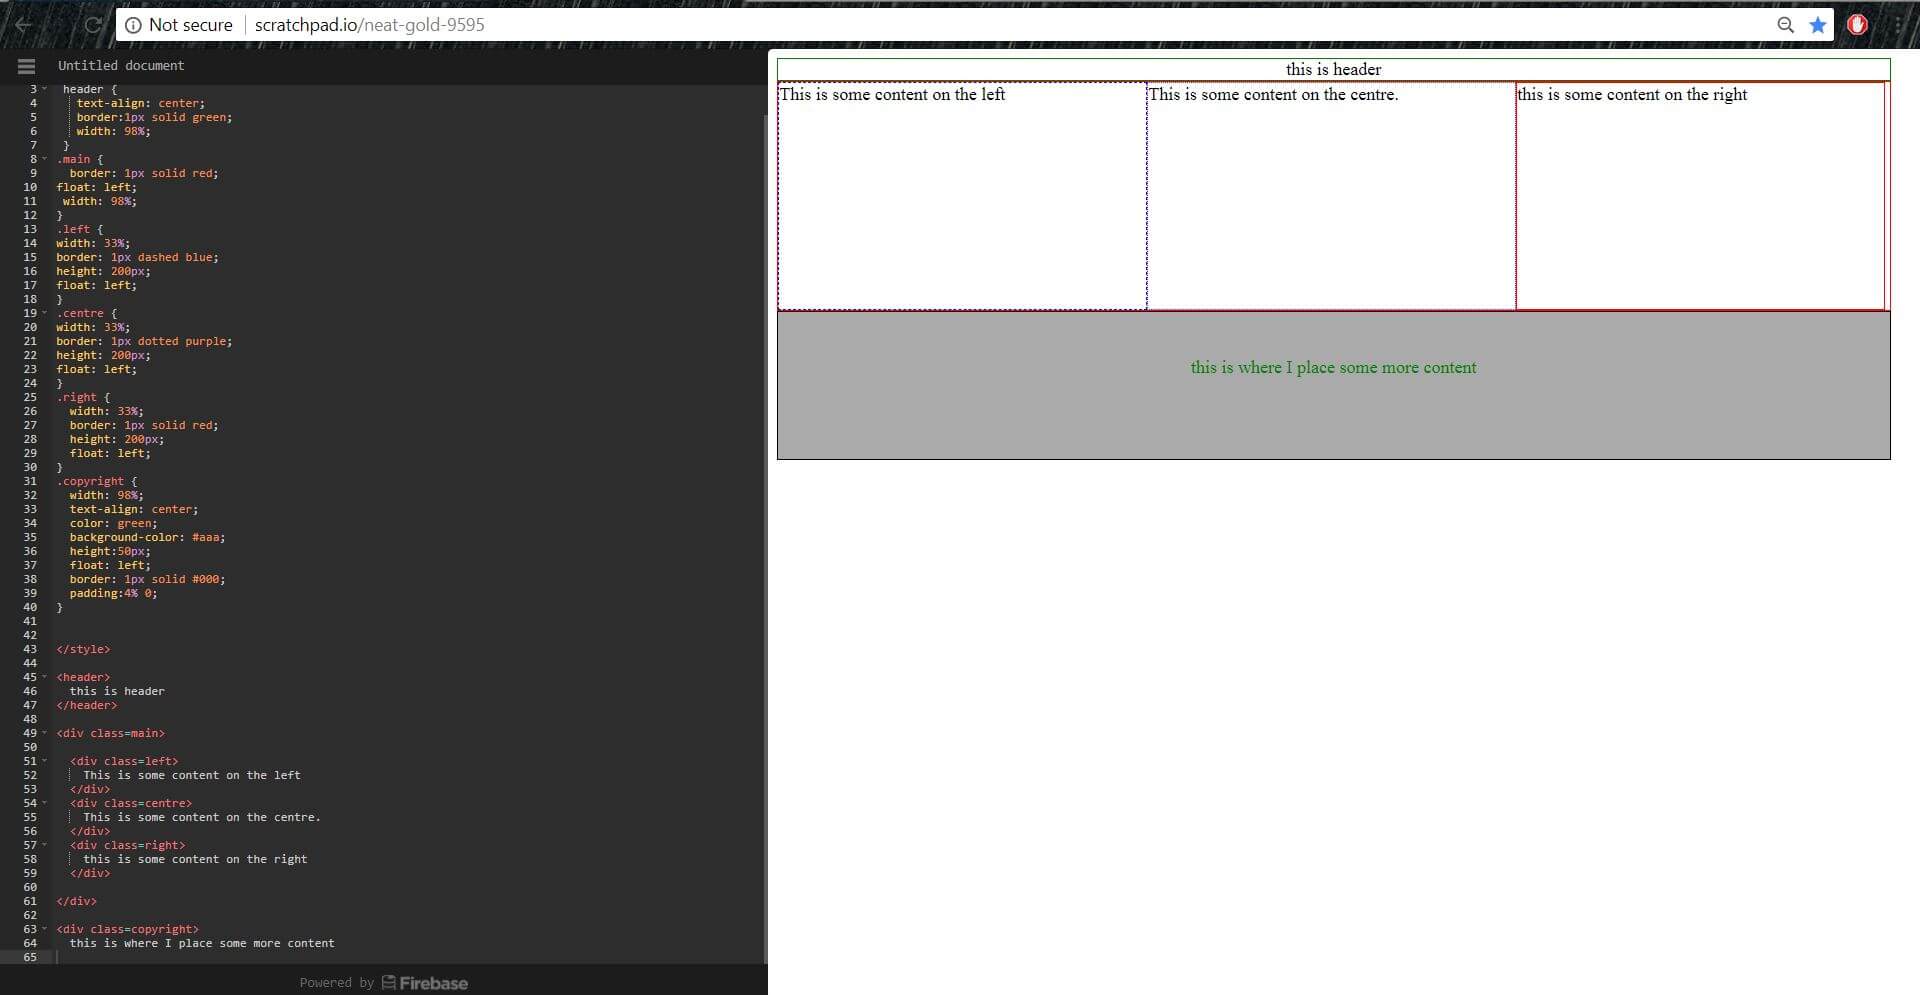 Not secure | scratchpad.io/neat-gold-9595
Untitled document
3 header {
4 text-align: center;
5 border:1px solid green;
6 width: 98%;
7 }
8 .main {
9 border: 1px solid red;
10 float: left;
11 width: 98%;
12 }
13 .left {
14 width: 33%;
15 border: 1px dashed blue;
16 height: 200px;
17 float: left;
18 }
19 .centre {
20 width: 33%;
21 border: 1px dotted purple;
22 height: 200px;
23 float: left;
24 }
25 .right {
26 width: 33%;
27 border: 1px solid red;
28 height: 200px;
29 float: left;
30 }
31 .copyright {
32 width: 98%;
33 text-align: center;
34 color: green;
35 background-color: #aaa;
36 height:50px;
37 float: left;
38 border: 1px solid #000;
39 padding:4% 0;
40 }
41
42
43 </style>
44
45 <header>
46 this is header
47 </header>
48
49 <div class=main>
50
51 <div class=left>
52 This is some content on the left
53 </div>
54 <div class=centre>
55 This is some content on the centre.
56 </div>
57 <div class=right>
58 this is some content on the right
59 </div>
60
61 </div>
62
63 <div class=copyright>
64 this is where I place some more content
65
Powered by Firebase
this is header
This is some content on the left
This is some content on the centre.
this is some content on the right
this is where I place some more content